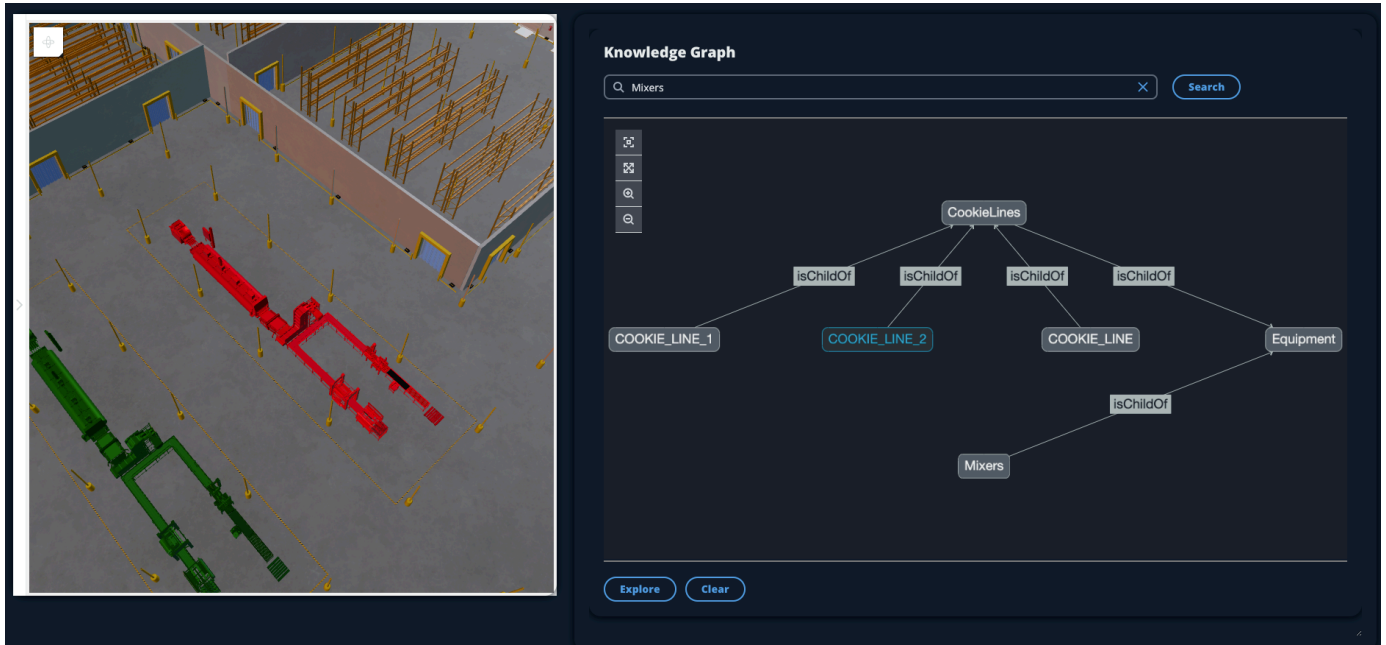 Knowledge Graph
Mixers
Search
CookieLines
isChildOf
isChildOf
isChildOf
isChildOf
COOKIE_LINE_1
COOKIE_LINE_2
COOKIE_LINE
Equipment
isChildOf
Mixers
Explore
Clear